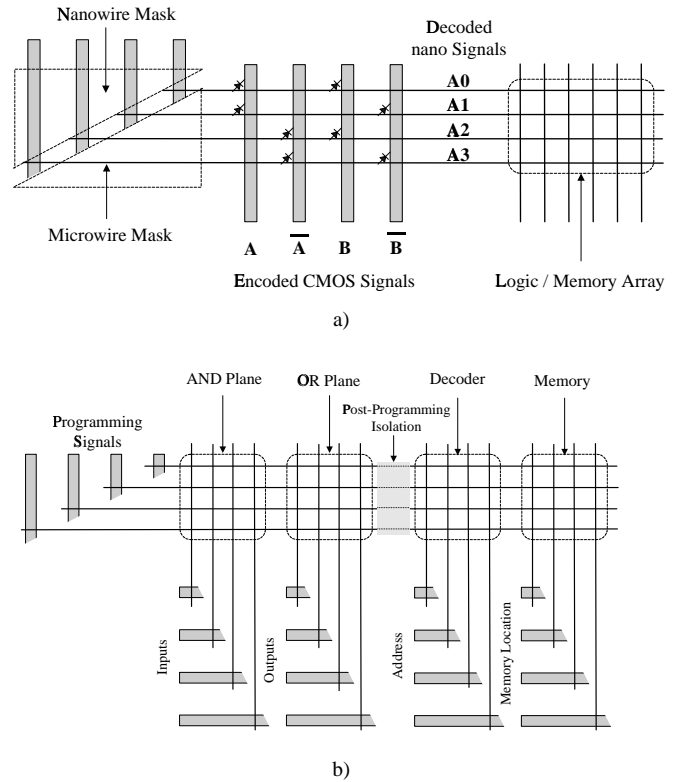 Nanowire Mask
Decoded
nano Signals
A0
A1
A2
A3
Microwire Mask
A A B B
Encoded CMOS Signals
Logic / Memory Array
a)
AND Plane
OR Plane
Decoder
Memory
Post-Programming
Isolation
Programming
Signals
Inputs
Outputs
Address
Memory Location
b)